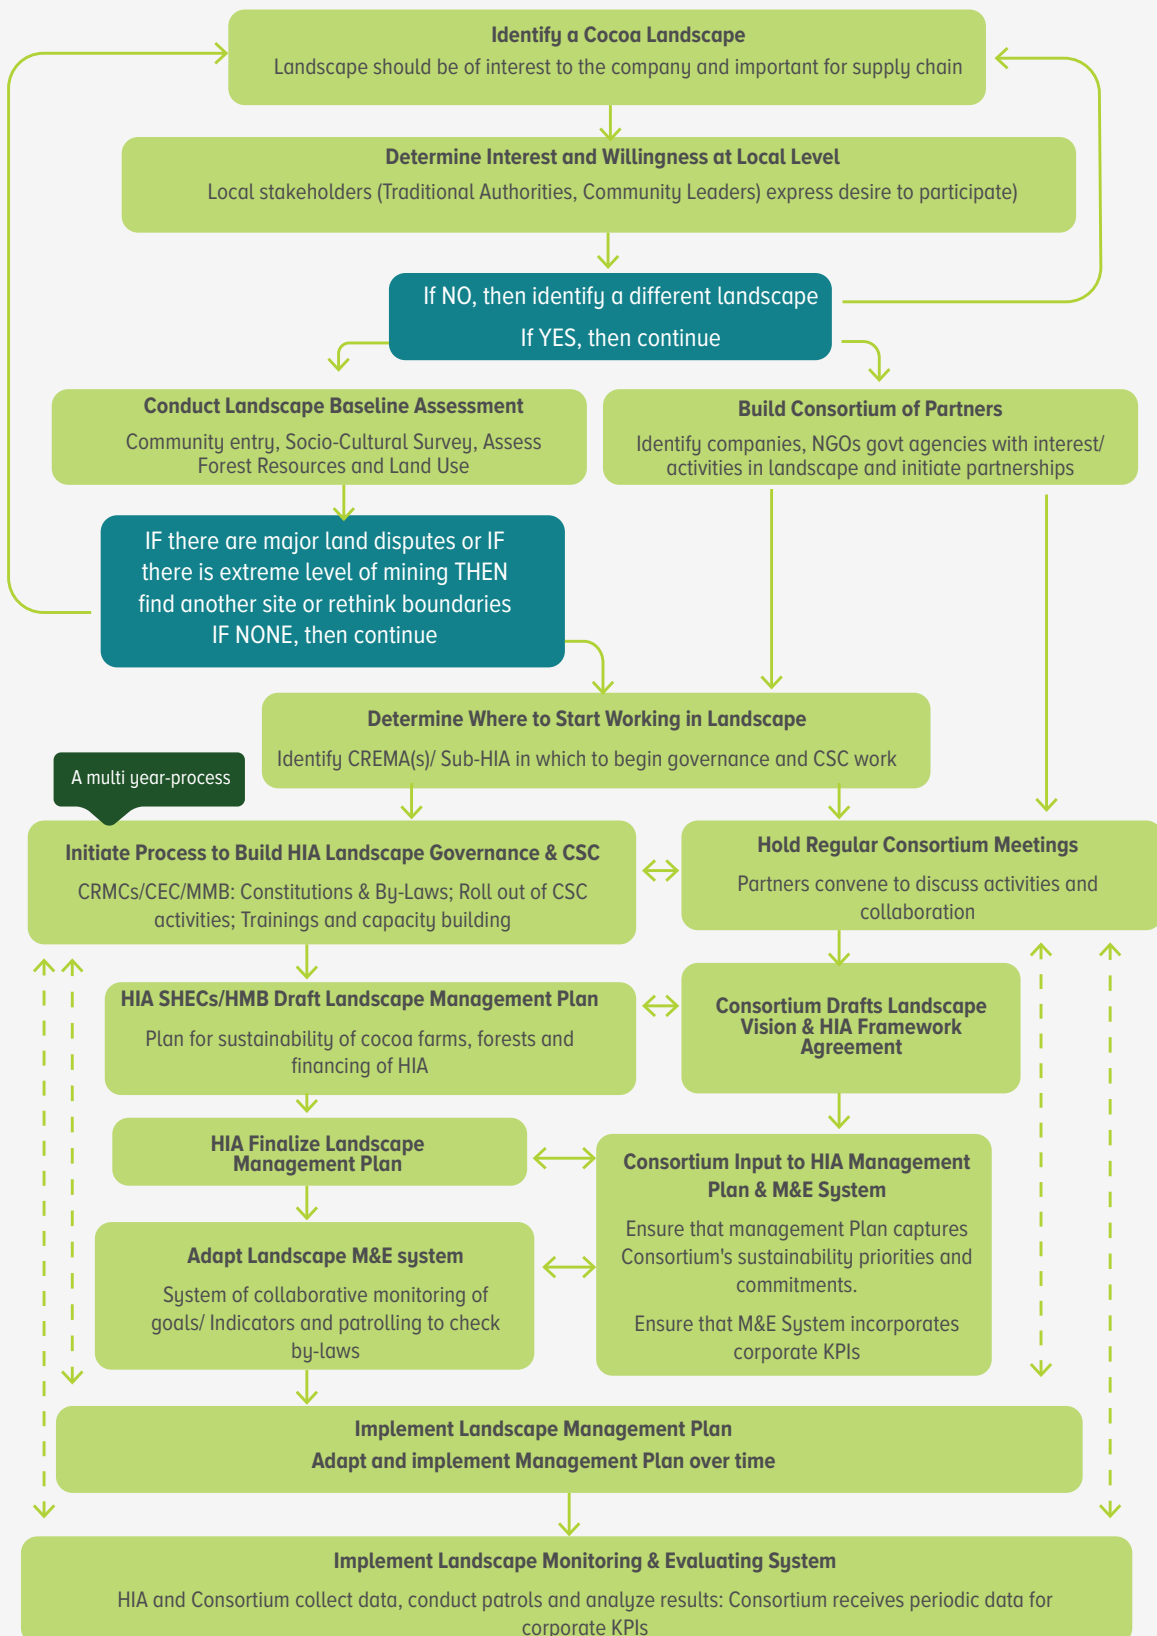 Identify a Cocoa Landscape
Landscape should be of interest to the company and important for supply chain
Determine Interest and Willingness at Local Level
Local stakeholders (Traditional Authorities, Community Leaders) express desire to participate)
If NO, then identify a different landscape
If YES, then continue
Conduct Landscape Baseline Assessment
Community entry, Socio-Cultural Survey, Assess
Forest Resources and Land Use
Build Consortium of Partners
Identify companies, NGOs govt agencies with interest/
activities in landscape and initiate partnerships
IF there are major land disputes or IF
there is extreme level of mining THEN
find another site or rethink boundaries
IF NONE, then continue
Determine Where to Start Working in Landscape
Identify CREMA(s)/ Sub-HIA in which to begin governance and CSC work
A multi year-process
Initiate Process to Build HIA Landscape Governance & CSC
CRMCs/CEC/MMB: Constitutions & By-Laws; Roll out of CSC
activities; Trainings and capacity building
Hold Regular Consortium Meetings
Partners convene to discuss activities and
collaboration
HIA SHECs/HMB Draft Landscape Management Plan
Plan for sustainability of cocoa farms, forests and
financing of HIA
Consortium Drafts Landscape
Vision & HIA Framework
Agreement
HIA Finalize Landscape
Management Plan
Consortium Input to HIA Management
Plan & M&E System
Ensure that management Plan captures
Consortium's sustainability priorities and
commitments.
Ensure that M&E System incorporates
corporate KPIs
Adapt Landscape M&E system
System of collaborative monitoring of
goals/ Indicators and patrolling to check
by-laws
Implement Landscape Management Plan
Adapt and implement Management Plan over time
Implement Landscape Monitoring & Evaluating System
HIA and Consortium collect data, conduct patrols and analyze results: Consortium receives periodic data for
corporate KPIs